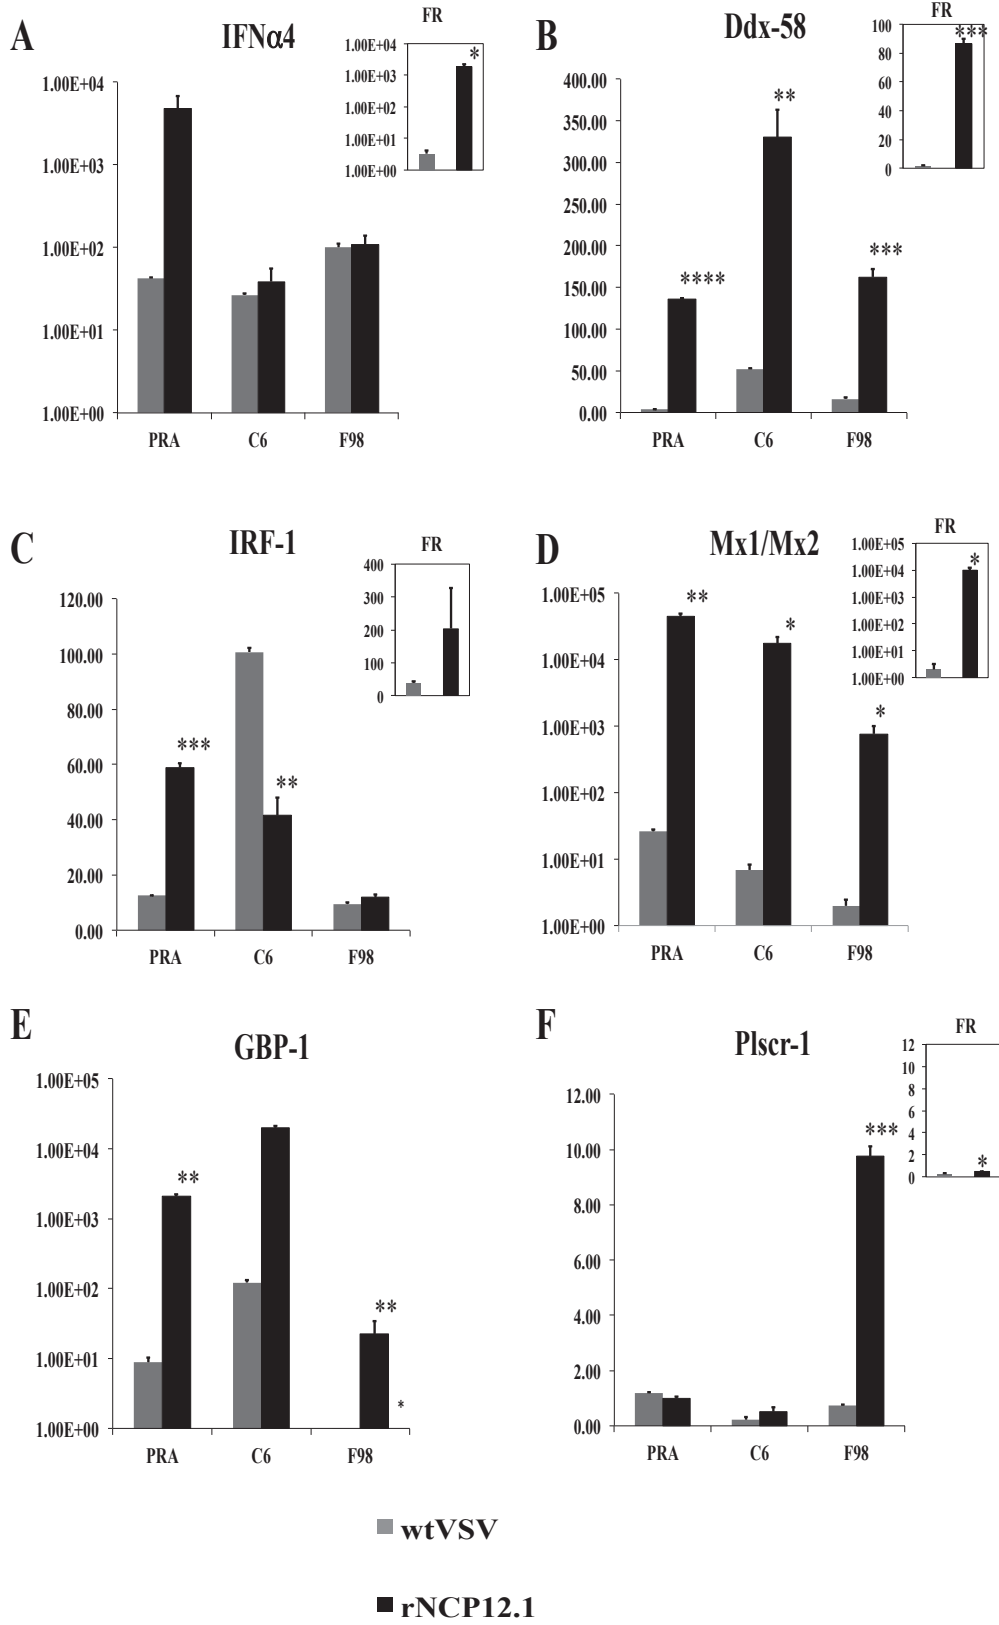 A
IFNα4
1.00E+04
1.00E+03
1.00E+02
1.00E+01
1.00E+00
PRA C6 F98
FR
1.00E+04
1.00E+03
1.00E+02
1.00E+01
1.00E+00
*
B
Ddx-58
400.00
350.00
300.00
250.00
200.00
150.00
100.00
50.00
0.00
****
**
***
PRA C6 F98
FR
100
80
60
40
20
0
***
C
IRF-1
120.00
100.00
80.00
60.00
40.00
20.00
0.00
***
**
PRA C6 F98
FR
400
300
200
100
0
D
Mx1/Mx2
1.00E+05
1.00E+04
1.00E+03
1.00E+02
1.00E+01
1.00E+00
**
*
*
PRA C6 F98
FR
1.00E+05
1.00E+04
1.00E+03
1.00E+02
1.00E+01
1.00E+00
*
E
GBP-1
1.00E+05
1.00E+04
1.00E+03
1.00E+02
1.00E+01
1.00E+00
**
**
*
PRA C6 F98
F
Plscr-1
12.00
10.00
8.00
6.00
4.00
2.00
0.00
***
PRA C6 F98
FR
12
10
8
6
4
2
0
*
wtVSV
rNCP12.1